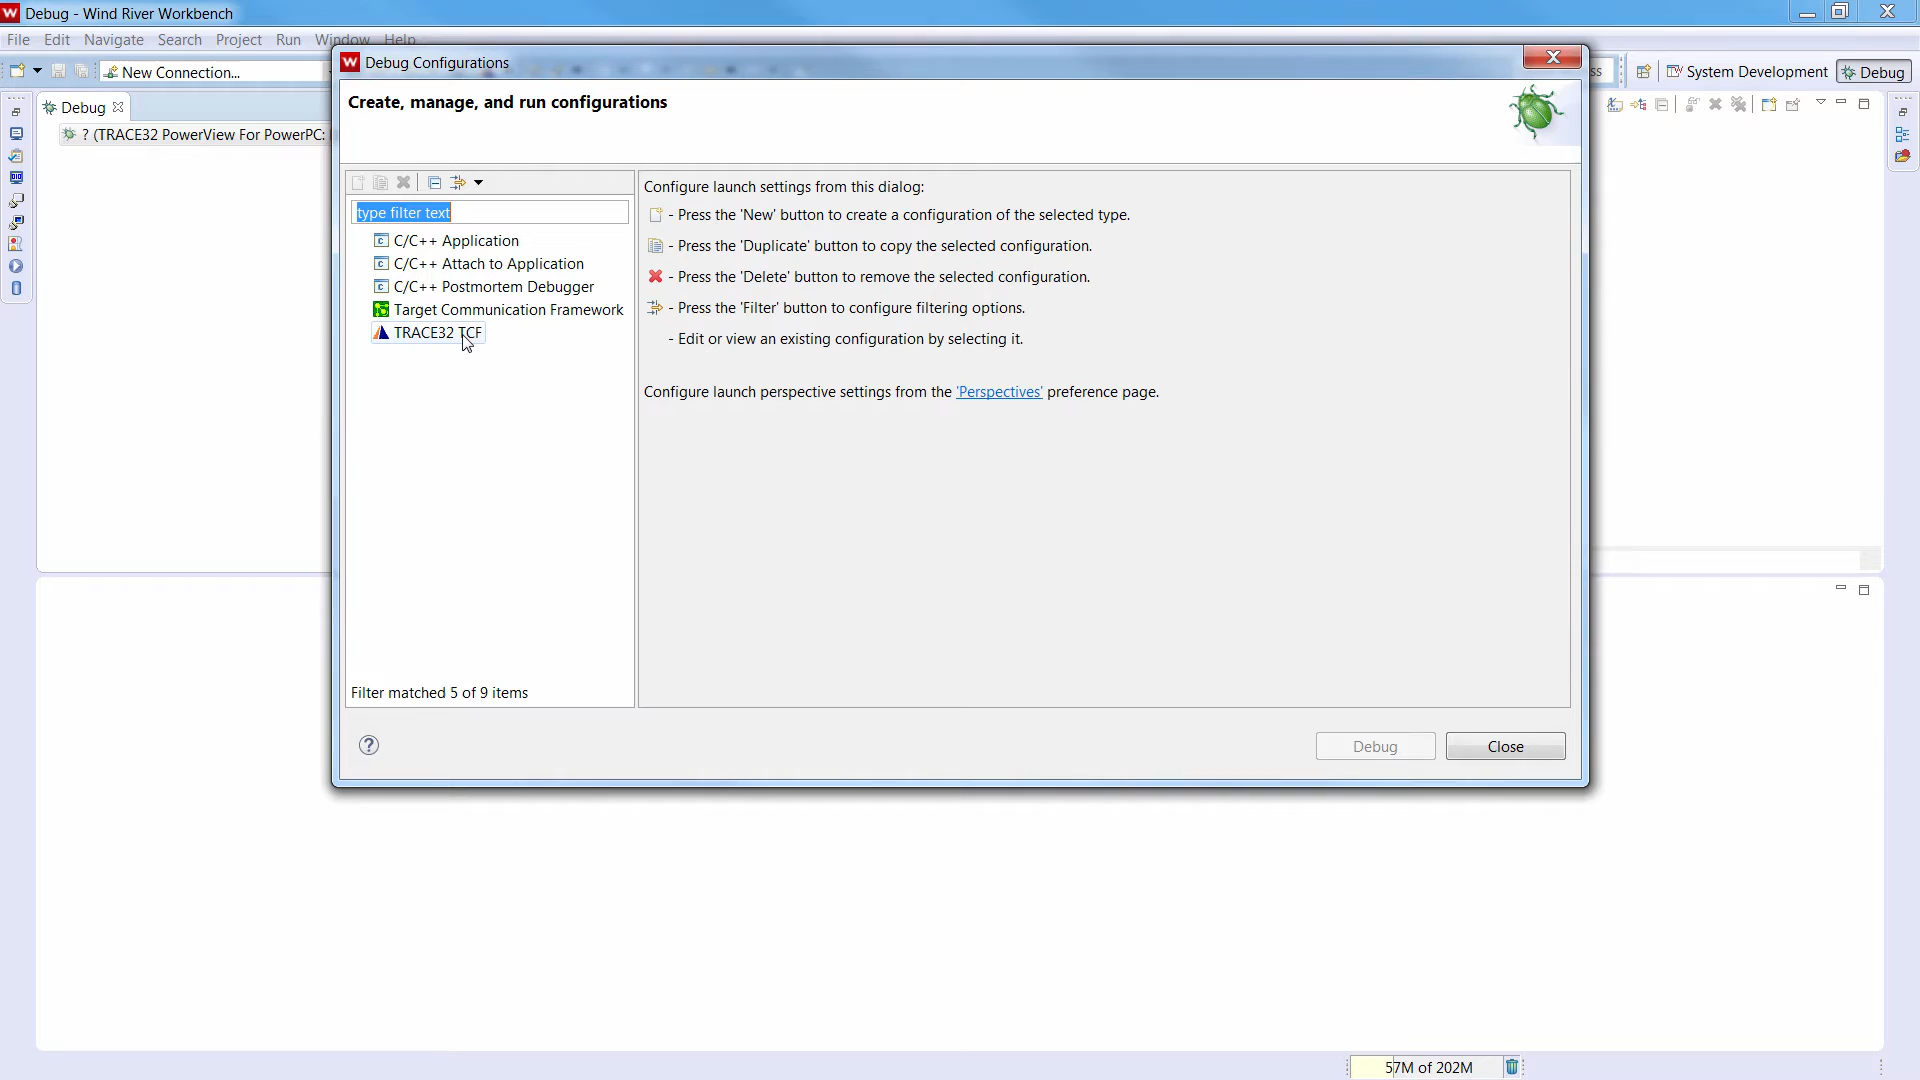 Debug - Wind River Workbench
File Edit Navigate Search Project Run Window Help
New Connection...
System Development
Debug
Debug
? (TRACE32 PowerView For PowerPC:
Debug Configurations
Create, manage, and run configurations
type filter text
C/C++ Application
C/C++ Attach to Application
C/C++ Postmortem Debugger
Target Communication Framework
TRACE32 TCF
Filter matched 5 of 9 items
Configure launch settings from this dialog:
- Press the 'New' button to create a configuration of the selected type.
- Press the 'Duplicate' button to copy the selected configuration.
- Press the 'Delete' button to remove the selected configuration.
- Press the 'Filter' button to configure filtering options.
- Edit or view an existing configuration by selecting it.
Configure launch perspective settings from the 'Perspectives' preference page.
Debug
Close
57M of 202M